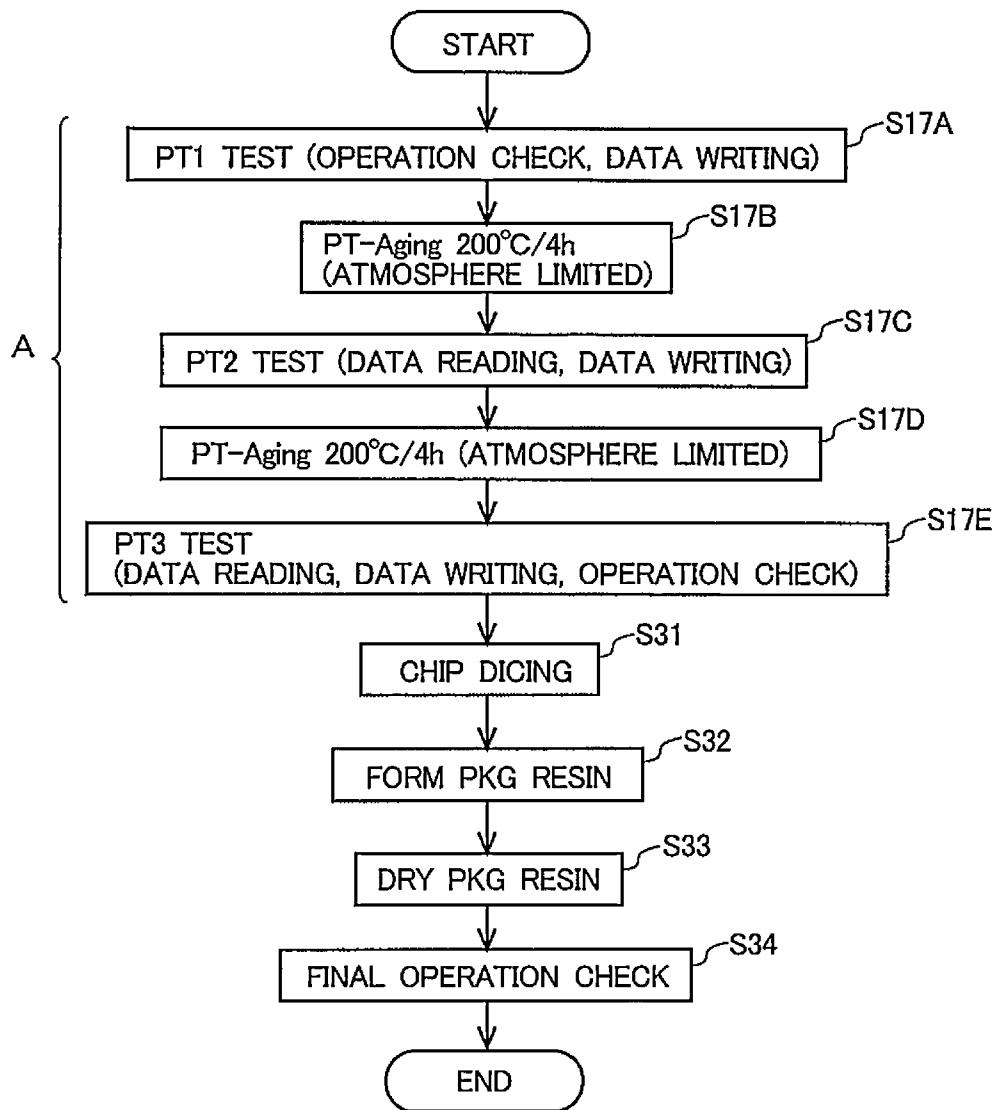 START
S17A
PT1 TEST (OPERATION CHECK, DATA WRITING)
S17B
PT-Aging 200°C/4h
(ATMOSPHERE LIMITED)
A
S17C
PT2 TEST (DATA READING, DATA WRITING)
S17D
PT-Aging 200°C/4h (ATMOSPHERE LIMITED)
S17E
PT3 TEST
(DATA READING, DATA WRITING, OPERATION CHECK)
S31
CHIP DICING
S32
FORM PKG RESIN
S33
DRY PKG RESIN
S34
FINAL OPERATION CHECK
END